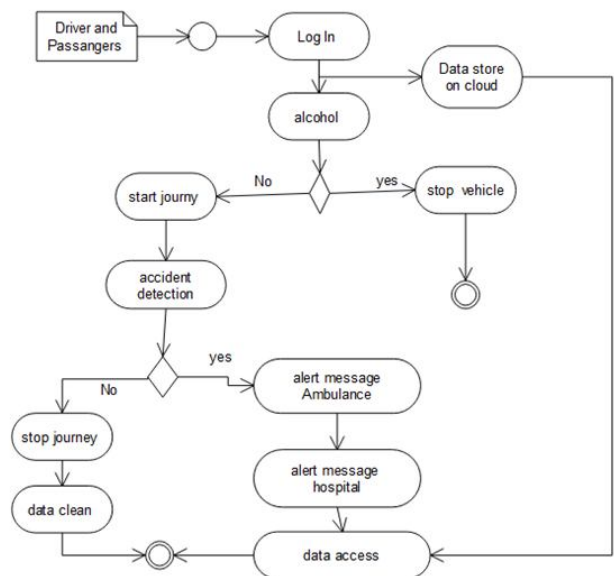 Driver and
Passangers
Log In
Data store
on cloud
alcohol
No
yes
start journy
stop vehicle
accident
detection
yes
No
alert message
Ambulance
stop journey
alert message
hospital
data clean
data access